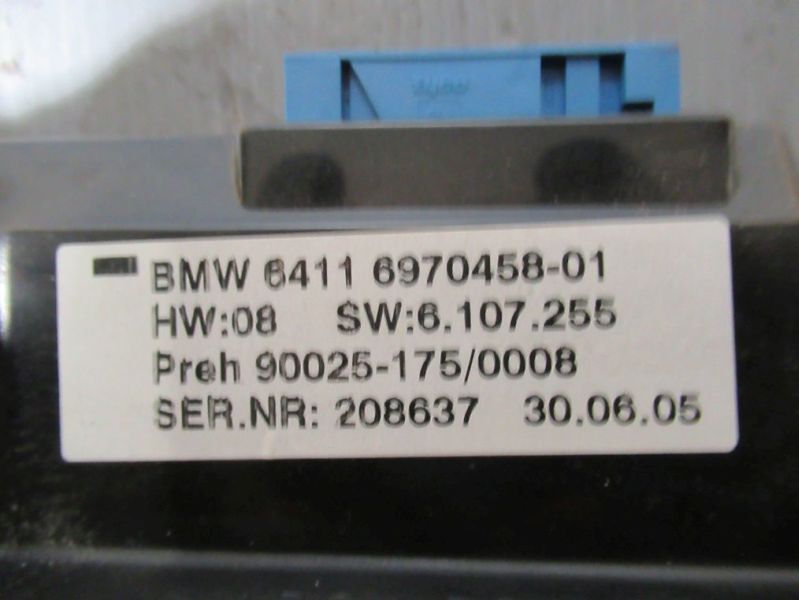 BMW 6411 6970458-01
HW:08 SW:6.107.255
Preh 90025-175/0008
SER.NR: 208637 30.06.05